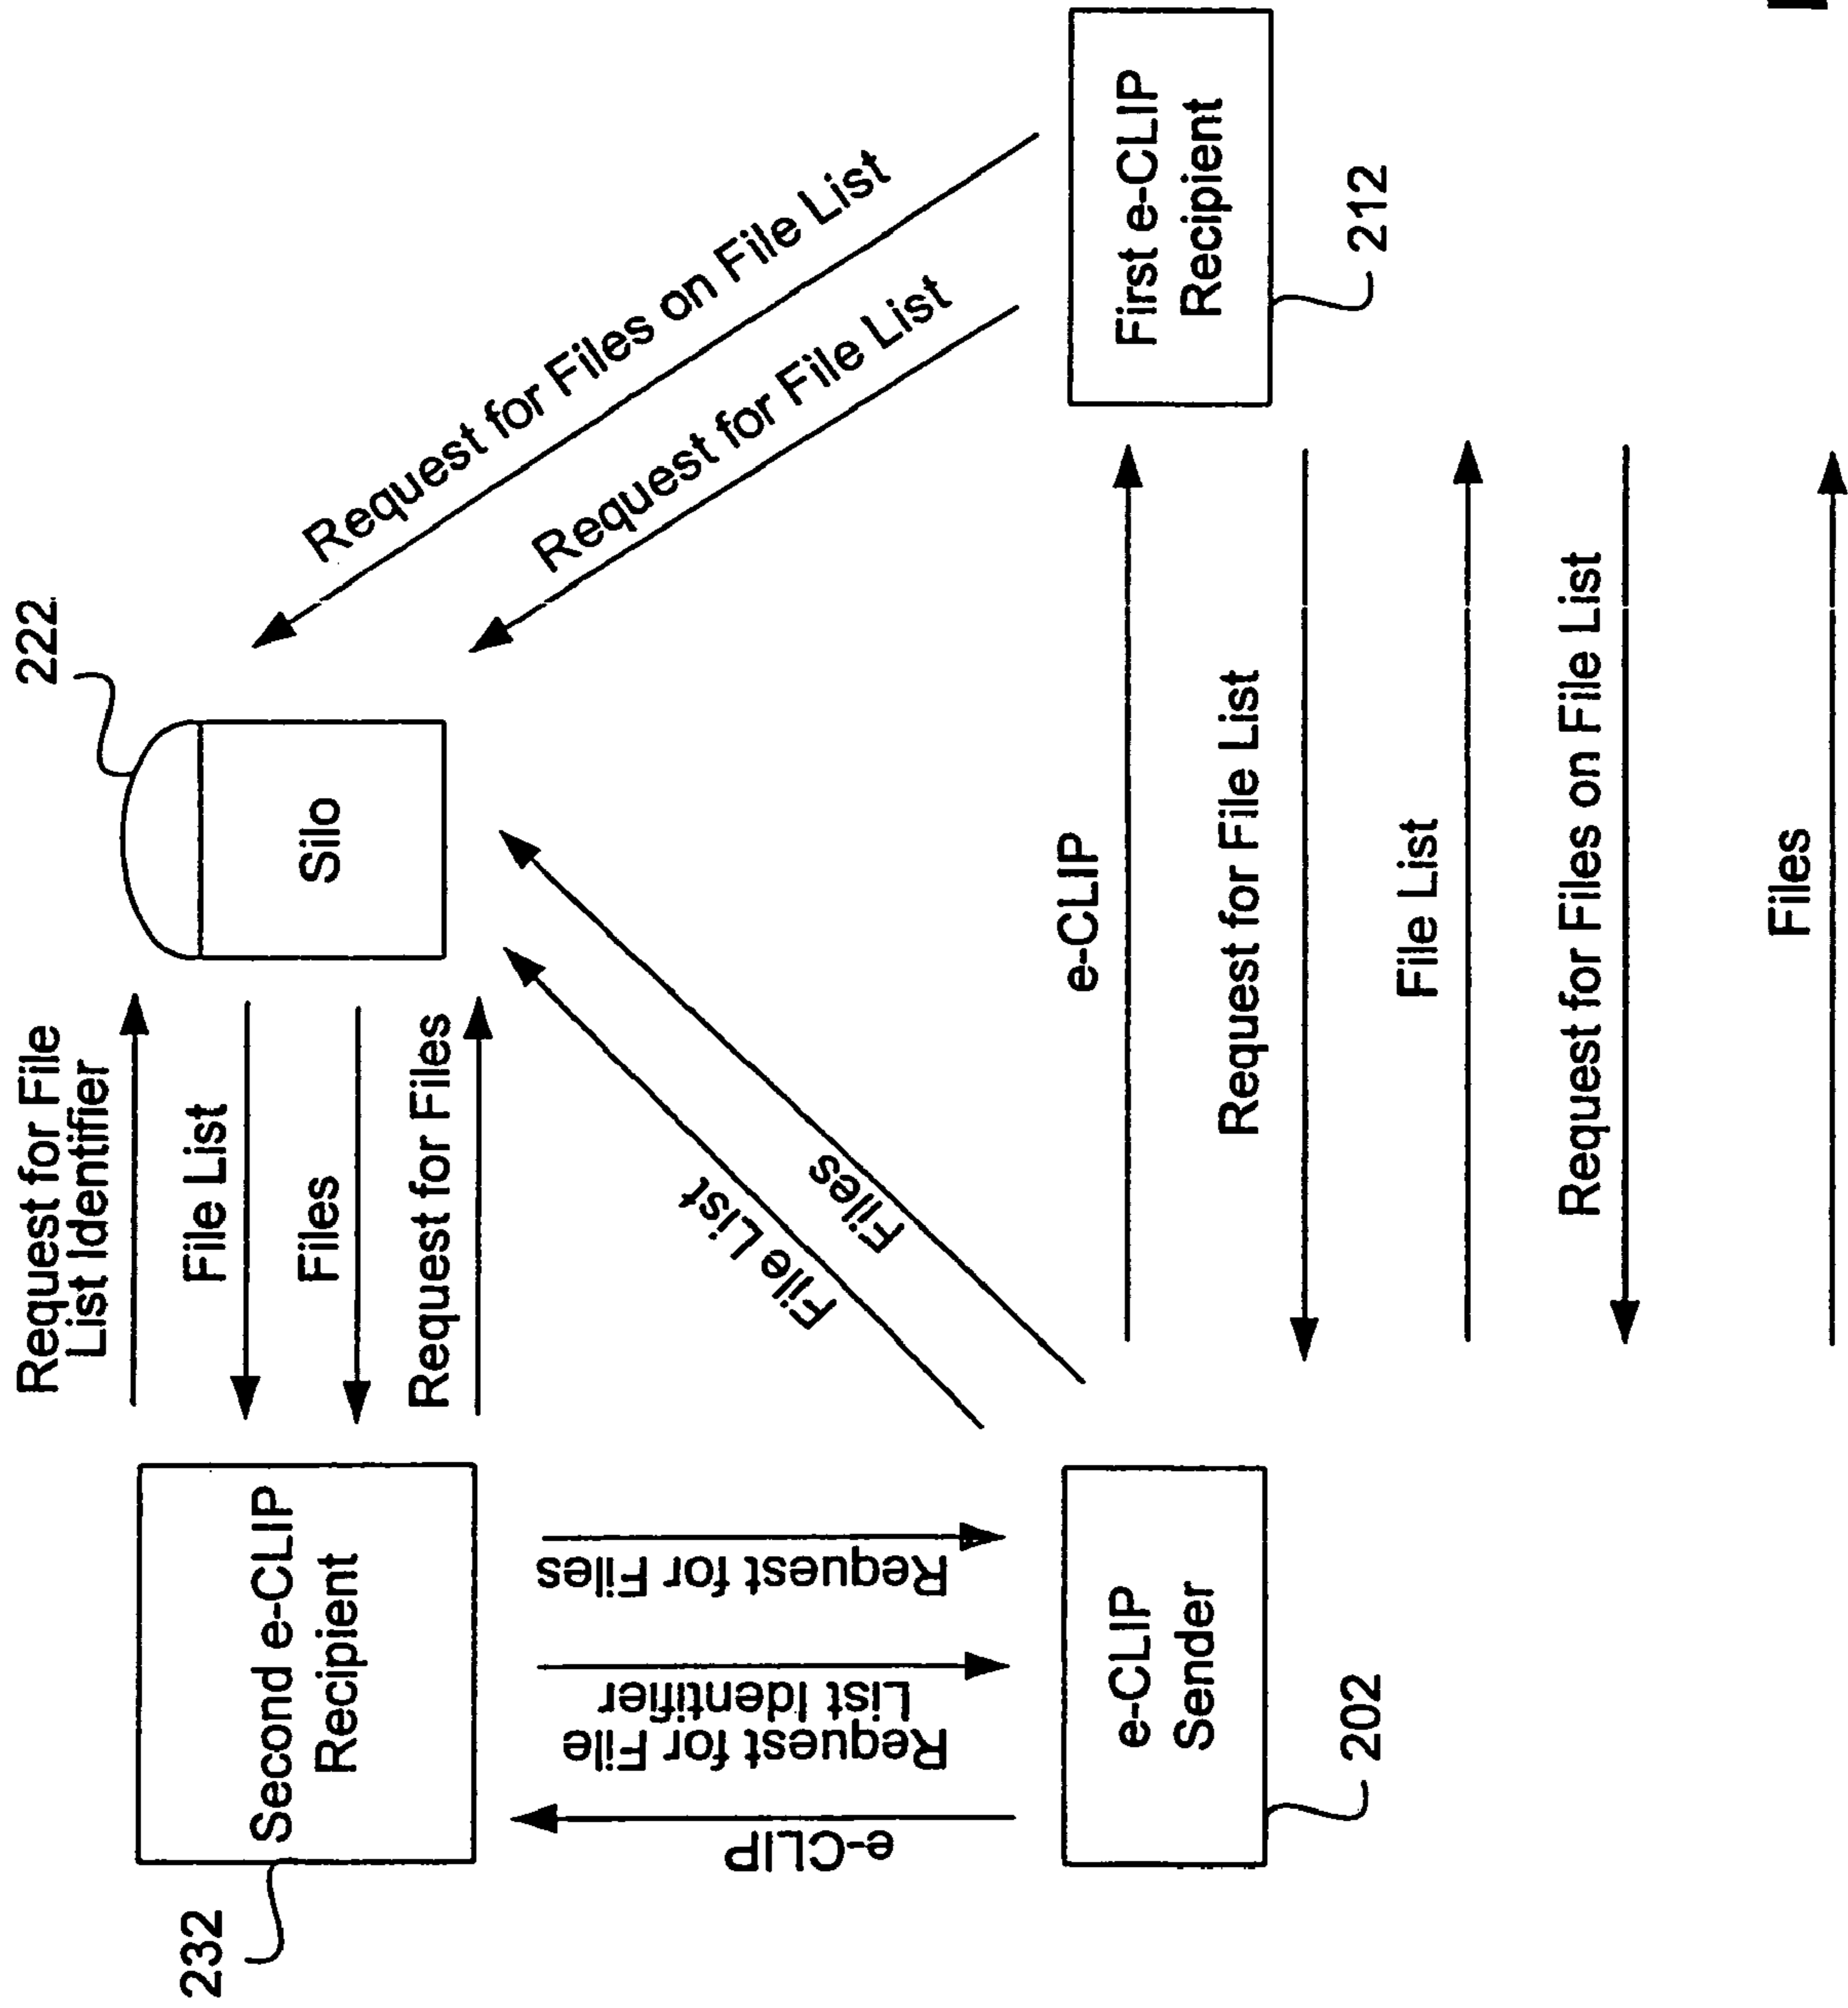 232
Second e-CLIP
Recipient
Request for File
List Identifier
File List
Files
Request for Files
222
Silo
Request for Files on File List
Request for File List
e-CLIP
Request for File
List Identifier
Request for Files
File List
Files
e-CLIP
Sender
202
First e-CLIP
Recipient
212
e-CLIP
Request for File List
File List
Request for Files on File List
Files